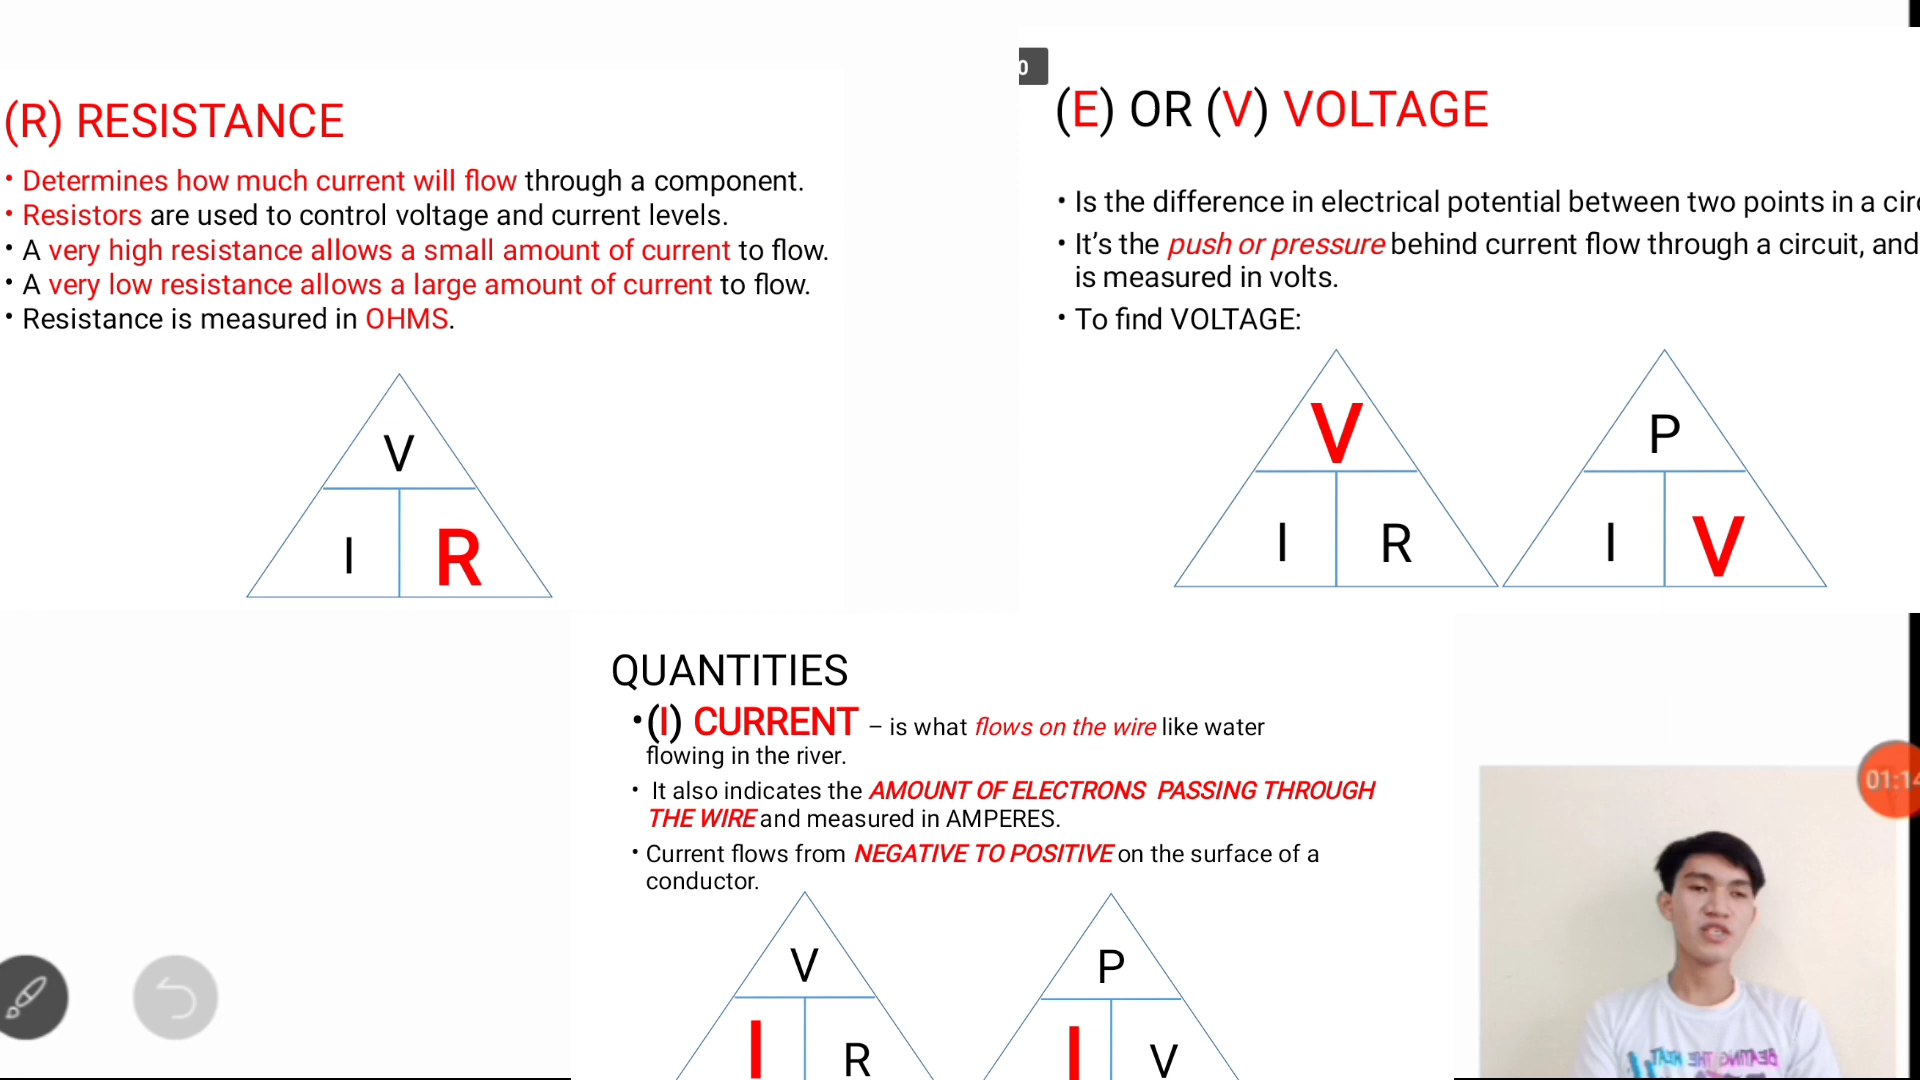 (R) RESISTANCE
• Determines how much current will flow through a component.
• Resistors are used to control voltage and current levels.
• A very high resistance allows a small amount of current to flow.
• A very low resistance allows a large amount of current to flow.
• Resistance is measured in OHMS.
V
I R
0
(E) OR (V) VOLTAGE
• Is the difference in electrical potential between two points in a circ
• It's the push or pressure behind current flow through a circuit, and
is measured in volts.
• To find VOLTAGE:
V
I R
P
I V
QUANTITIES
• (I) CURRENT – is what flows on the wire like water
flowing in the river.
• It also indicates the AMOUNT OF ELECTRONS PASSING THROUGH
THE WIRE and measured in AMPERES.
• Current flows from NEGATIVE TO POSITIVE on the surface of a
conductor.
V
I R
P
I V
01:14
BEATING THE HEAT